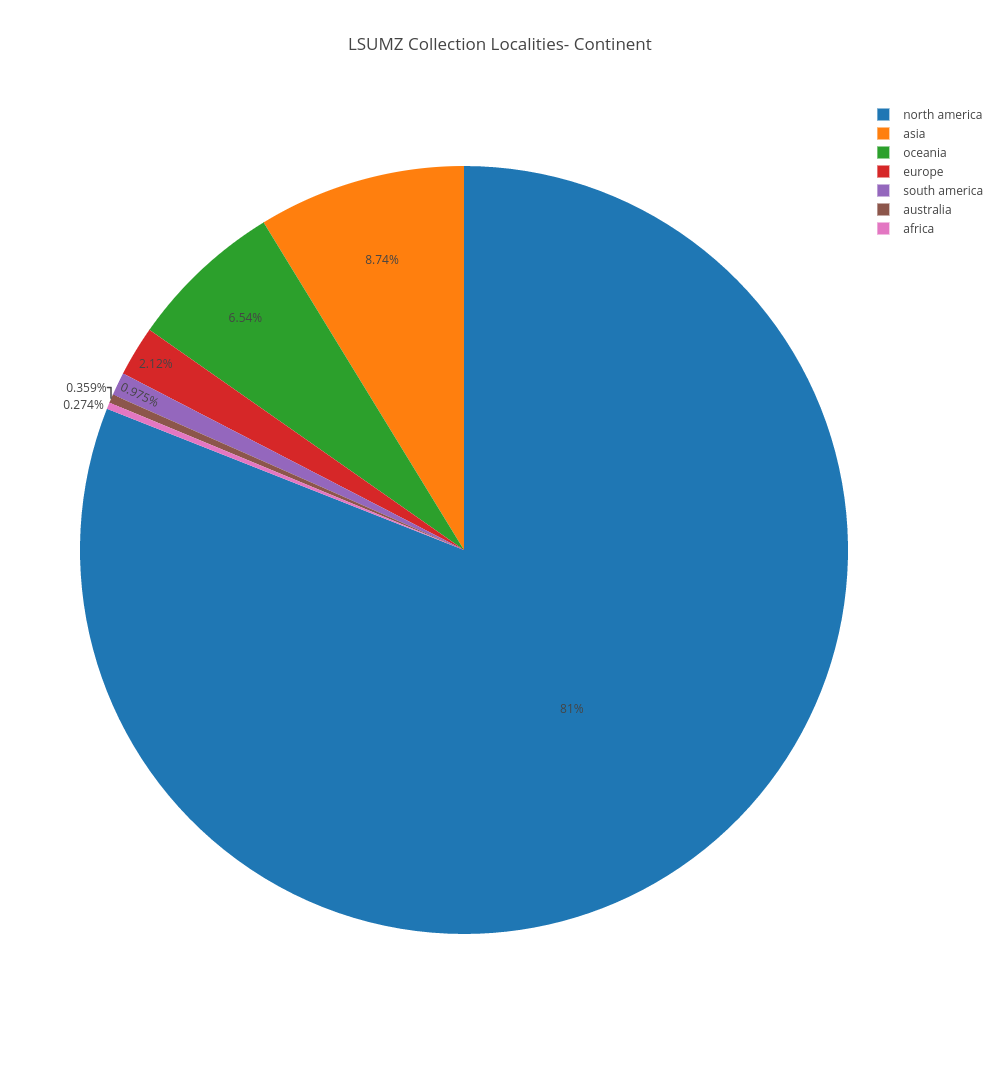 LSUMZ Collection Localities- Continent
north america
asia
oceania
europe
south america
australia
africa
8.74%
6.54%
2.12%
0.975%
0.359%
0.274%
81%